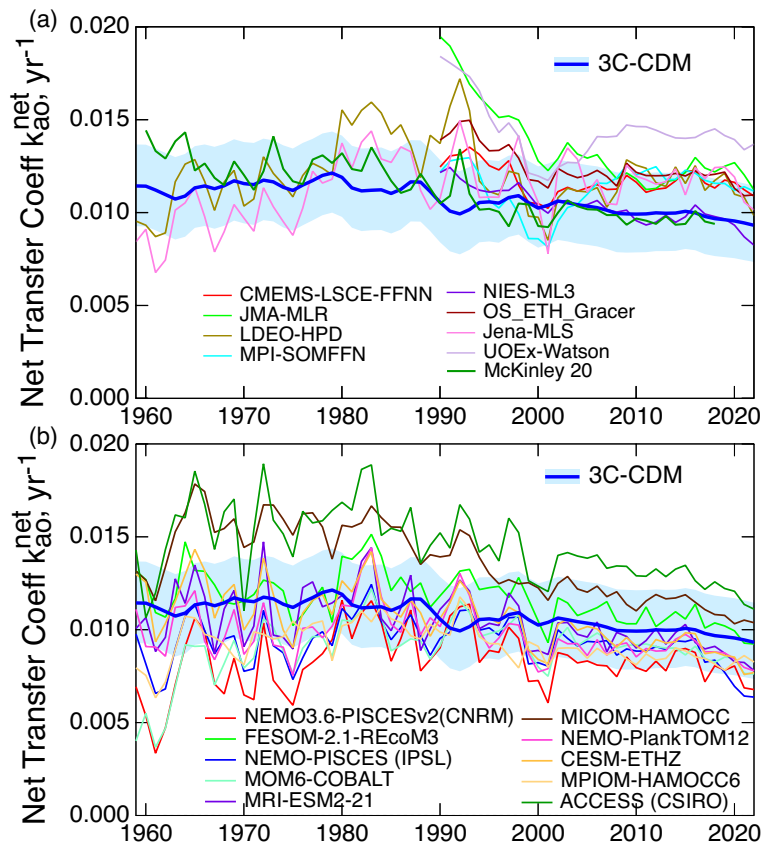 (a)
0.020
0.015
0.010
0.005
0.000
Net Transfer Coeff k_ao^net, yr^-1
3C-CDM
CMEMS-LSCE-FFNN
JMA-MLR
LDEO-HPD
MPI-SOMFFN
NIES-ML3
OS_ETH_Gracer
Jena-MLS
UOEx-Watson
McKinley 20
1960 1970 1980 1990 2000 2010 2020
(b)
0.020
0.015
0.010
0.005
0.000
Net Transfer Coeff k_ao^net, yr^-1
3C-CDM
NEMO3.6-PISCESv2(CNRM)
FESOM-2.1-REcoM3
NEMO-PISCES (IPSL)
MOM6-COBALT
MRI-ESM2-21
MICOM-HAMOCC
NEMO-PlankTOM12
CESM-ETHZ
MPIOM-HAMOCC6
ACCESS (CSIRO)
1960 1970 1980 1990 2000 2010 2020